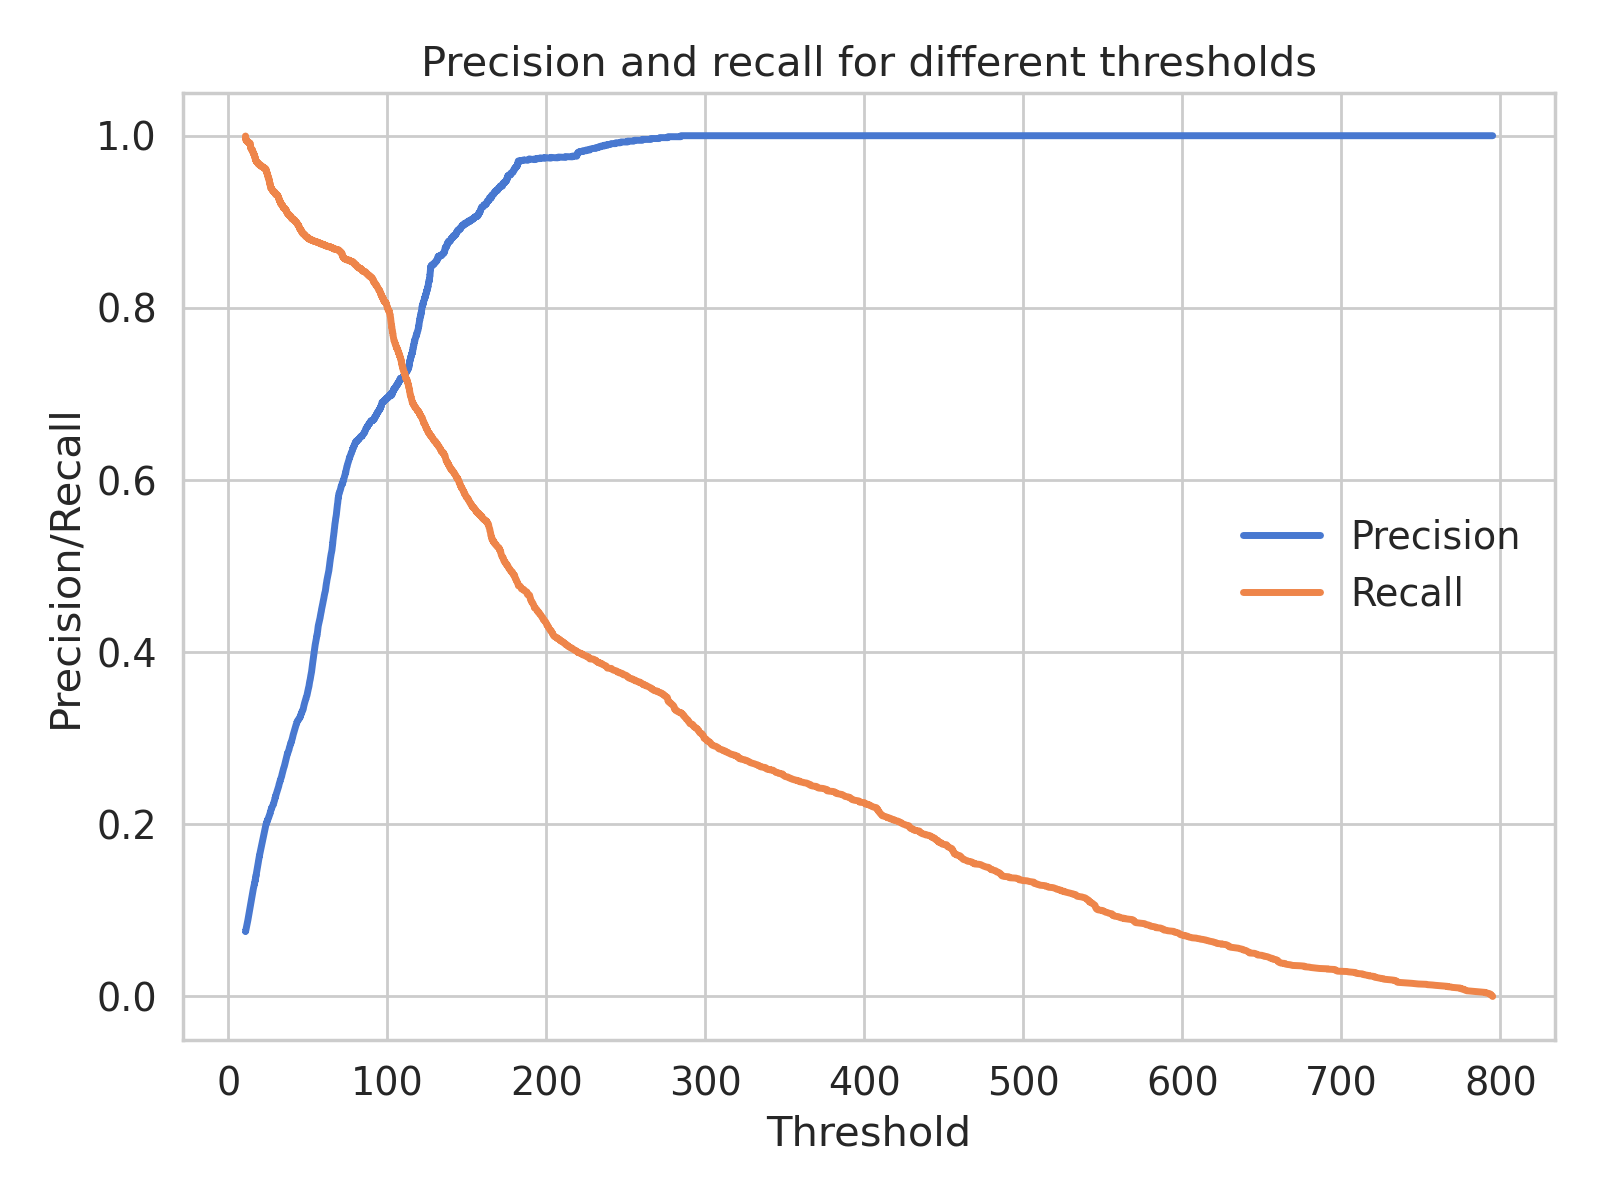 Precision and recall for different thresholds
Precision/Recall
1.0
0.8
0.6
0.4
0.2
0.0
Precision
Recall
0 100 200 300 400 500 600 700 800
Threshold